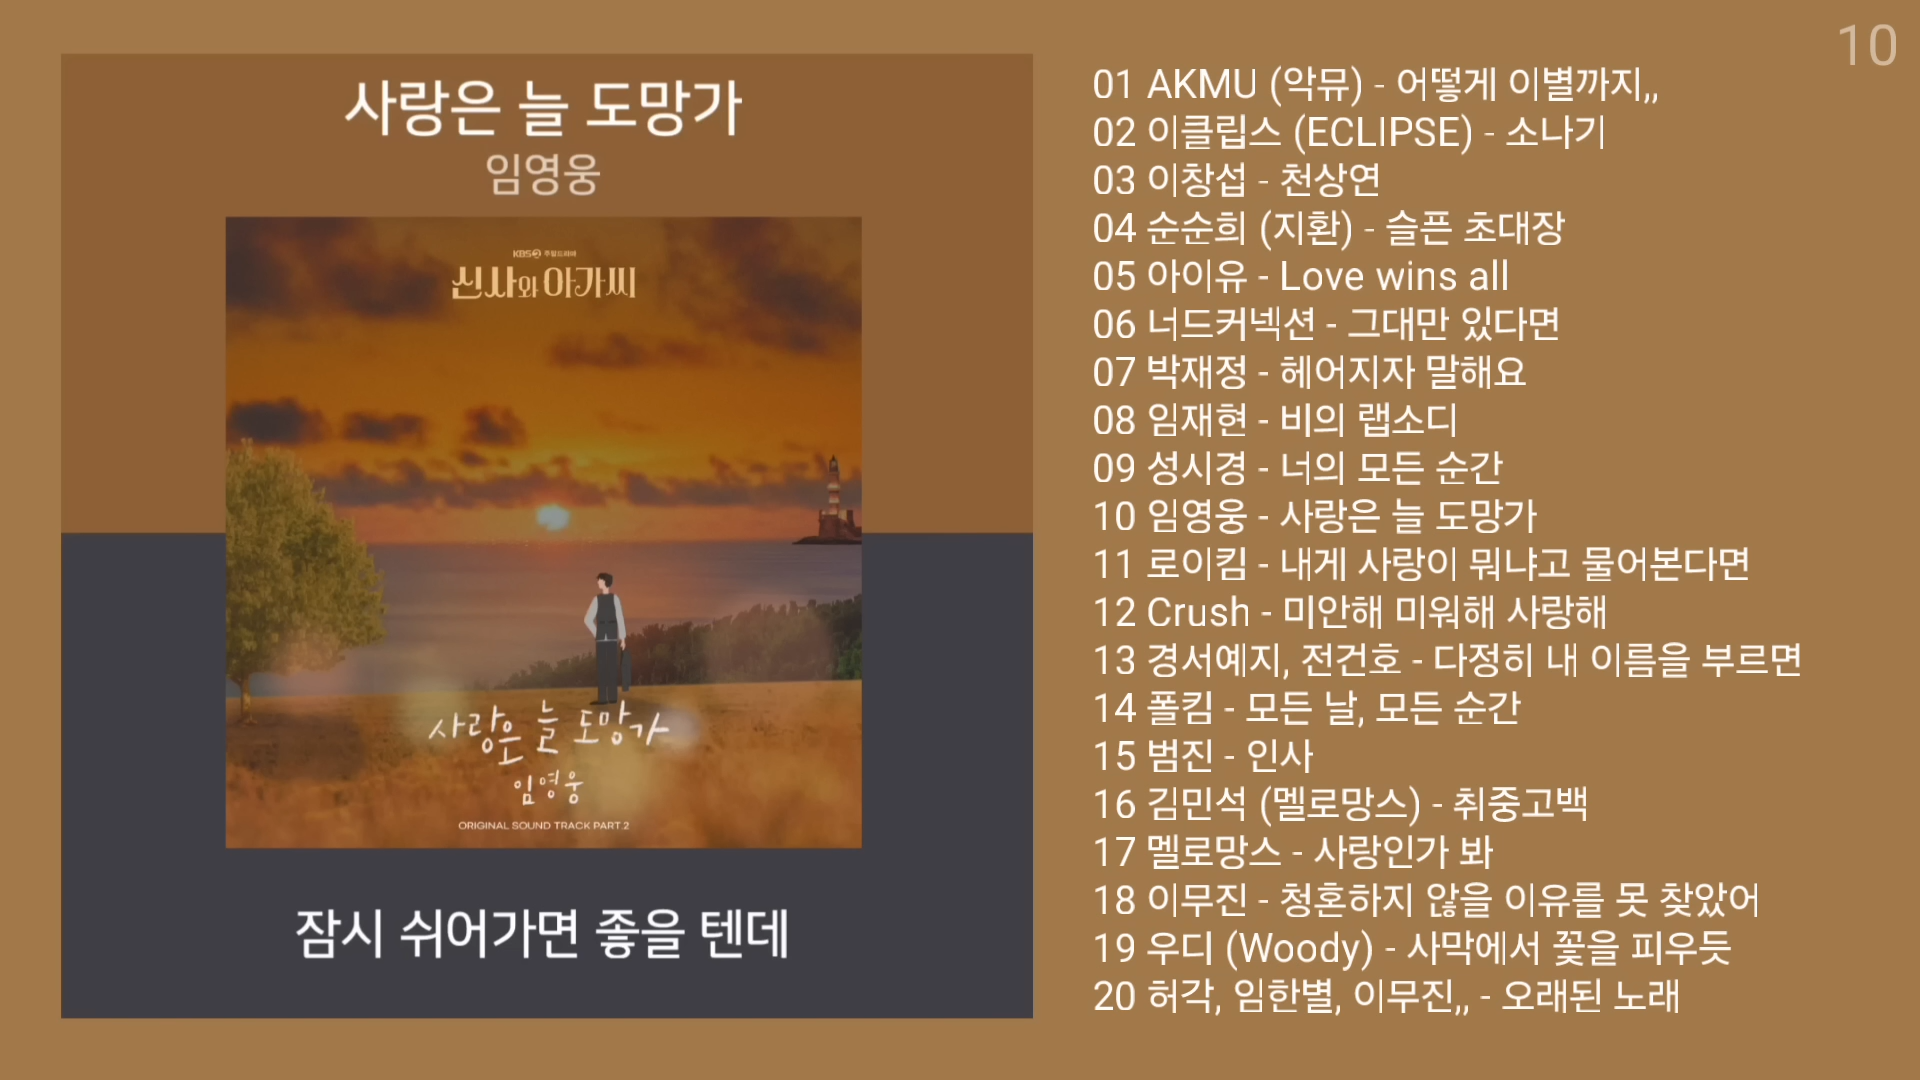 10
사랑은 늘 도망가
임영웅
KBS2 주말드라마
신사와 아가씨
사랑은 늘 도망가
임영웅
ORIGINAL SOUND TRACK PART.2
잠시 쉬어가면 좋을 텐데
01 AKMU (악뮤) - 어떻게 이별까지,,
02 이클립스 (ECLIPSE) - 소나기
03 이창섭 - 천상연
04 순순희 (지환) - 슬픈 초대장
05 아이유 - Love wins all
06 너드커넥션 - 그대만 있다면
07 박재정 - 헤어지자 말해요
08 임재현 - 비의 랩소디
09 성시경 - 너의 모든 순간
10 임영웅 - 사랑은 늘 도망가
11 로이킴 - 내게 사랑이 뭐냐고 물어본다면
12 Crush - 미안해 미워해 사랑해
13 경서예지, 전건호 - 다정히 내 이름을 부르면
14 폴킴 - 모든 날, 모든 순간
15 범진 - 인사
16 김민석 (멜로망스) - 취중고백
17 멜로망스 - 사랑인가 봐
18 이무진 - 청혼하지 않을 이유를 못 찾았어
19 우디 (Woody) - 사막에서 꽃을 피우듯
20 허각, 임한별, 이무진,, - 오래된 노래